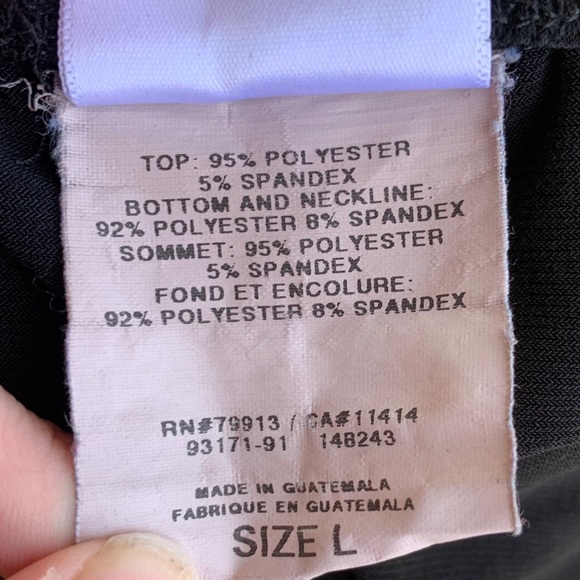 TOP: 95% POLYESTER
5% SPANDEX
BOTTOM AND NECKLINE:
92% POLYESTER 8% SPANDEX
SOMMET: 95% POLYESTER
5% SPANDEX
FOND ET ENCOLURE:
92% POLYESTER 8% SPANDEX
RN#79913 / CA#11414
93171-91 148243
MADE IN GUATEMALA
FABRIQUE EN GUATEMALA
SIZE L